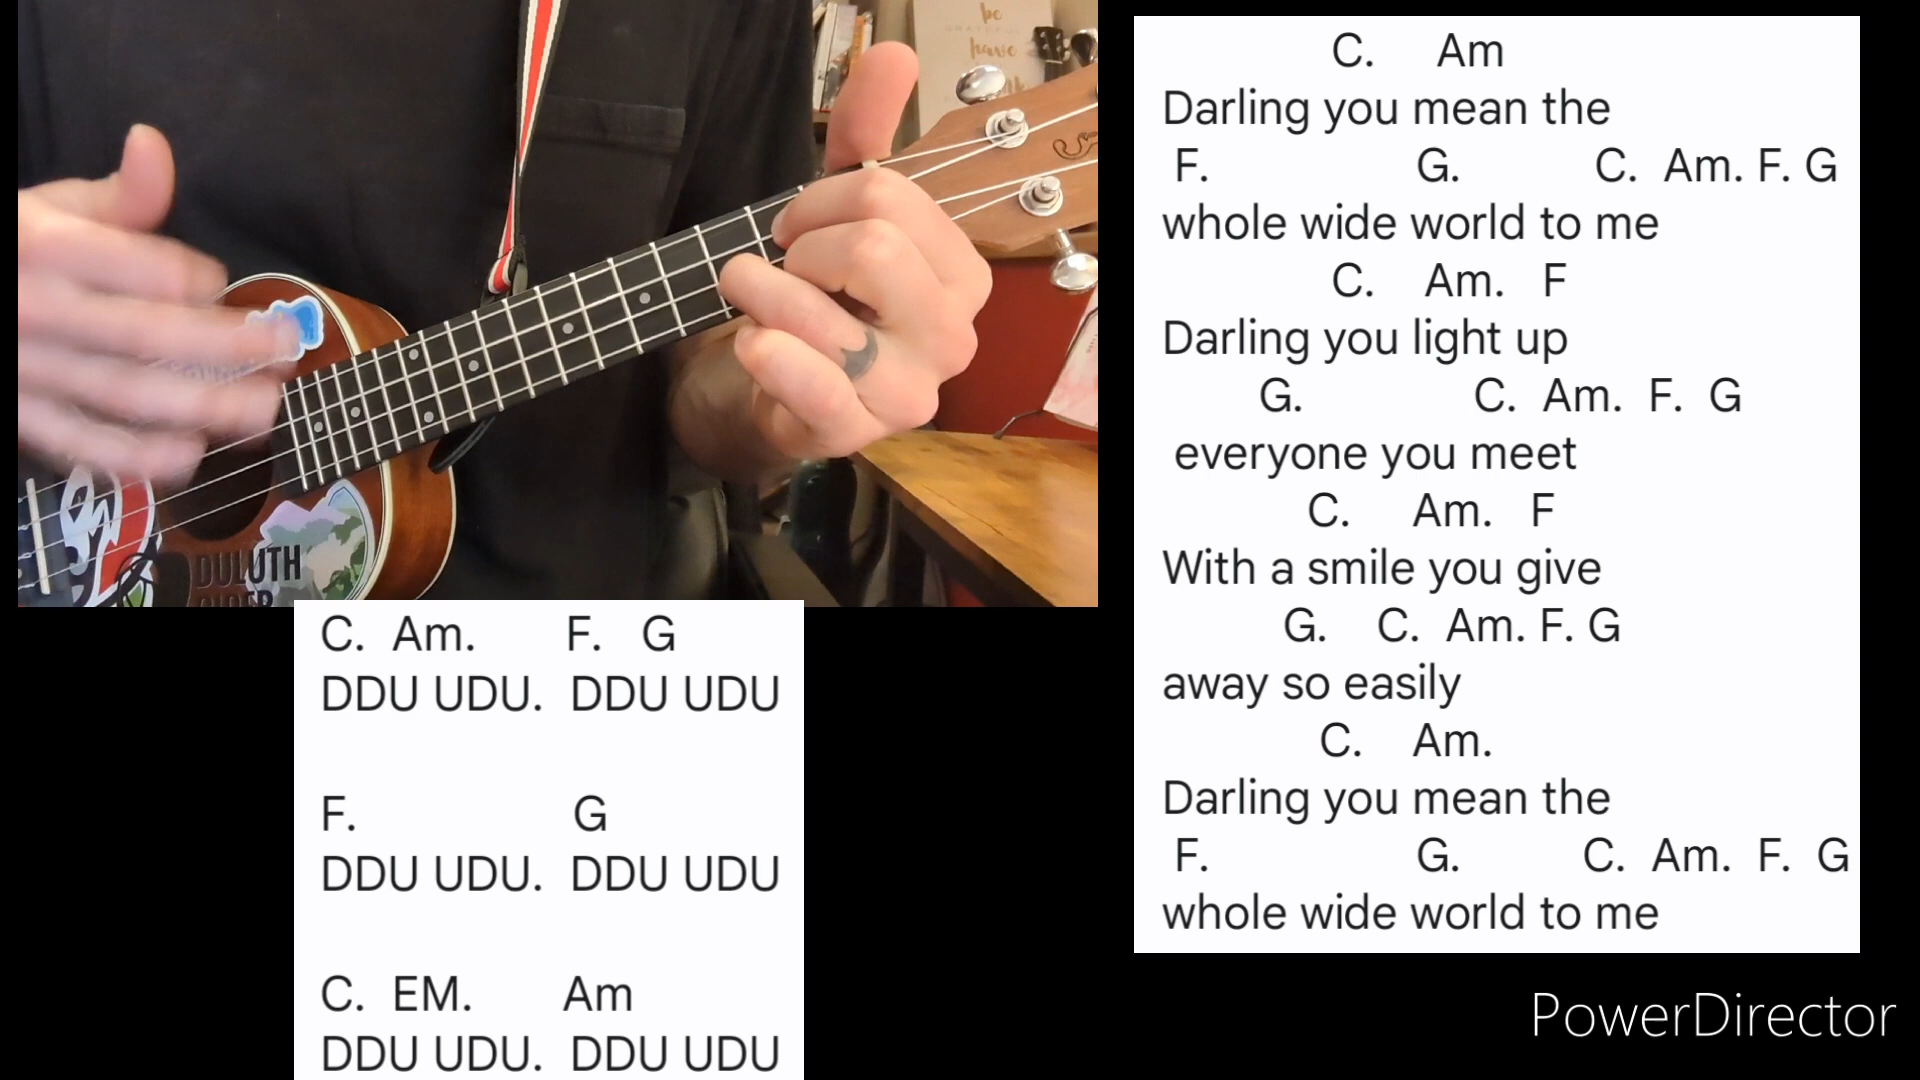 be
have
DULUTH
C. Am. F. G
DDU UDU. DDU UDU
F. G
DDU UDU. DDU UDU
C. EM. Am
DDU UDU. DDU UDU
C. Am
Darling you mean the
F. G. C. Am. F. G
whole wide world to me
C. Am. F
Darling you light up
G. C. Am. F. G
everyone you meet
C. Am. F
With a smile you give
G. C. Am. F. G
away so easily
C. Am.
Darling you mean the
F. G. C. Am. F. G
whole wide world to me
PowerDirector